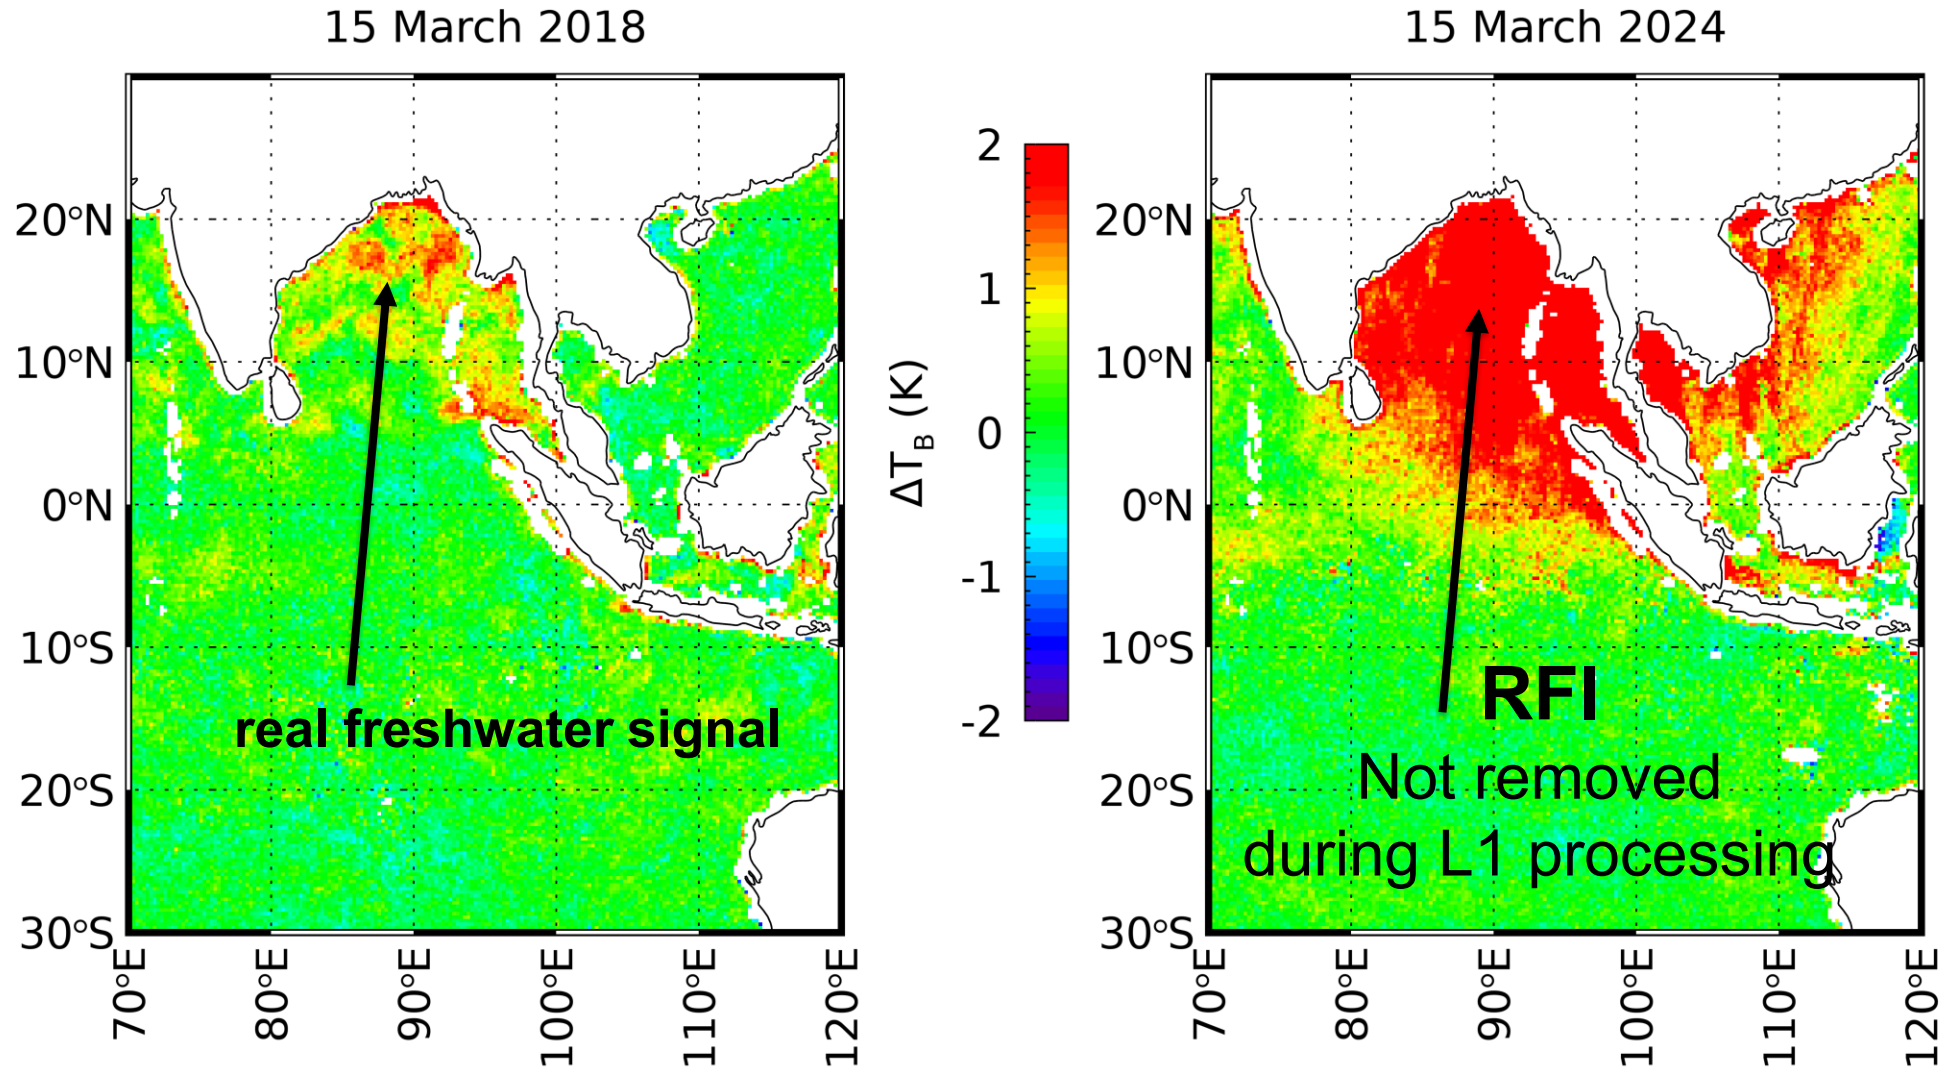 15 March 2018
15 March 2024
20°N
10°N
0°N
10°S
20°S
30°S
70°E
80°E
90°E
100°E
110°E
120°E
real freshwater signal
2
1
0
-1
-2
ΔT_B (K)
20°N
10°N
0°N
10°S
20°S
30°S
70°E
80°E
90°E
100°E
110°E
120°E
RFI
Not removed
during L1 processing